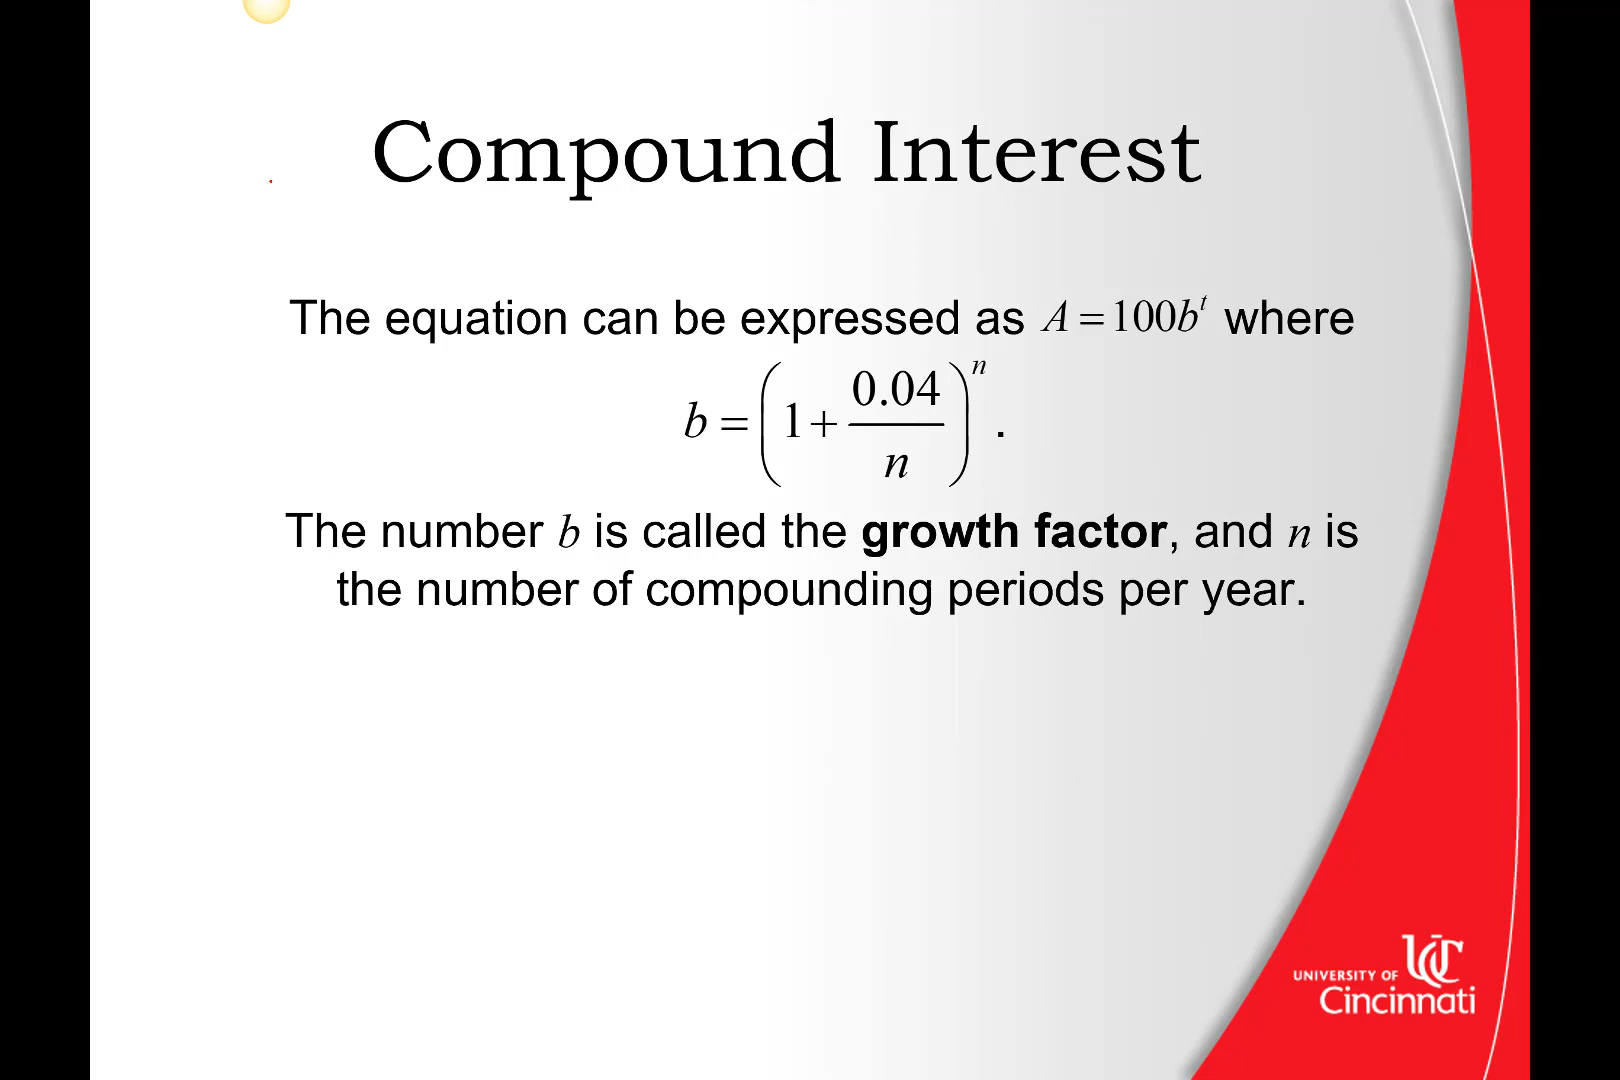 Compound Interest
The equation can be expressed as A = 100b^t where
b = (1 + 0.04/n)^n .
The number b is called the growth factor, and n is
the number of compounding periods per year.
UC
UNIVERSITY OF
Cincinnati